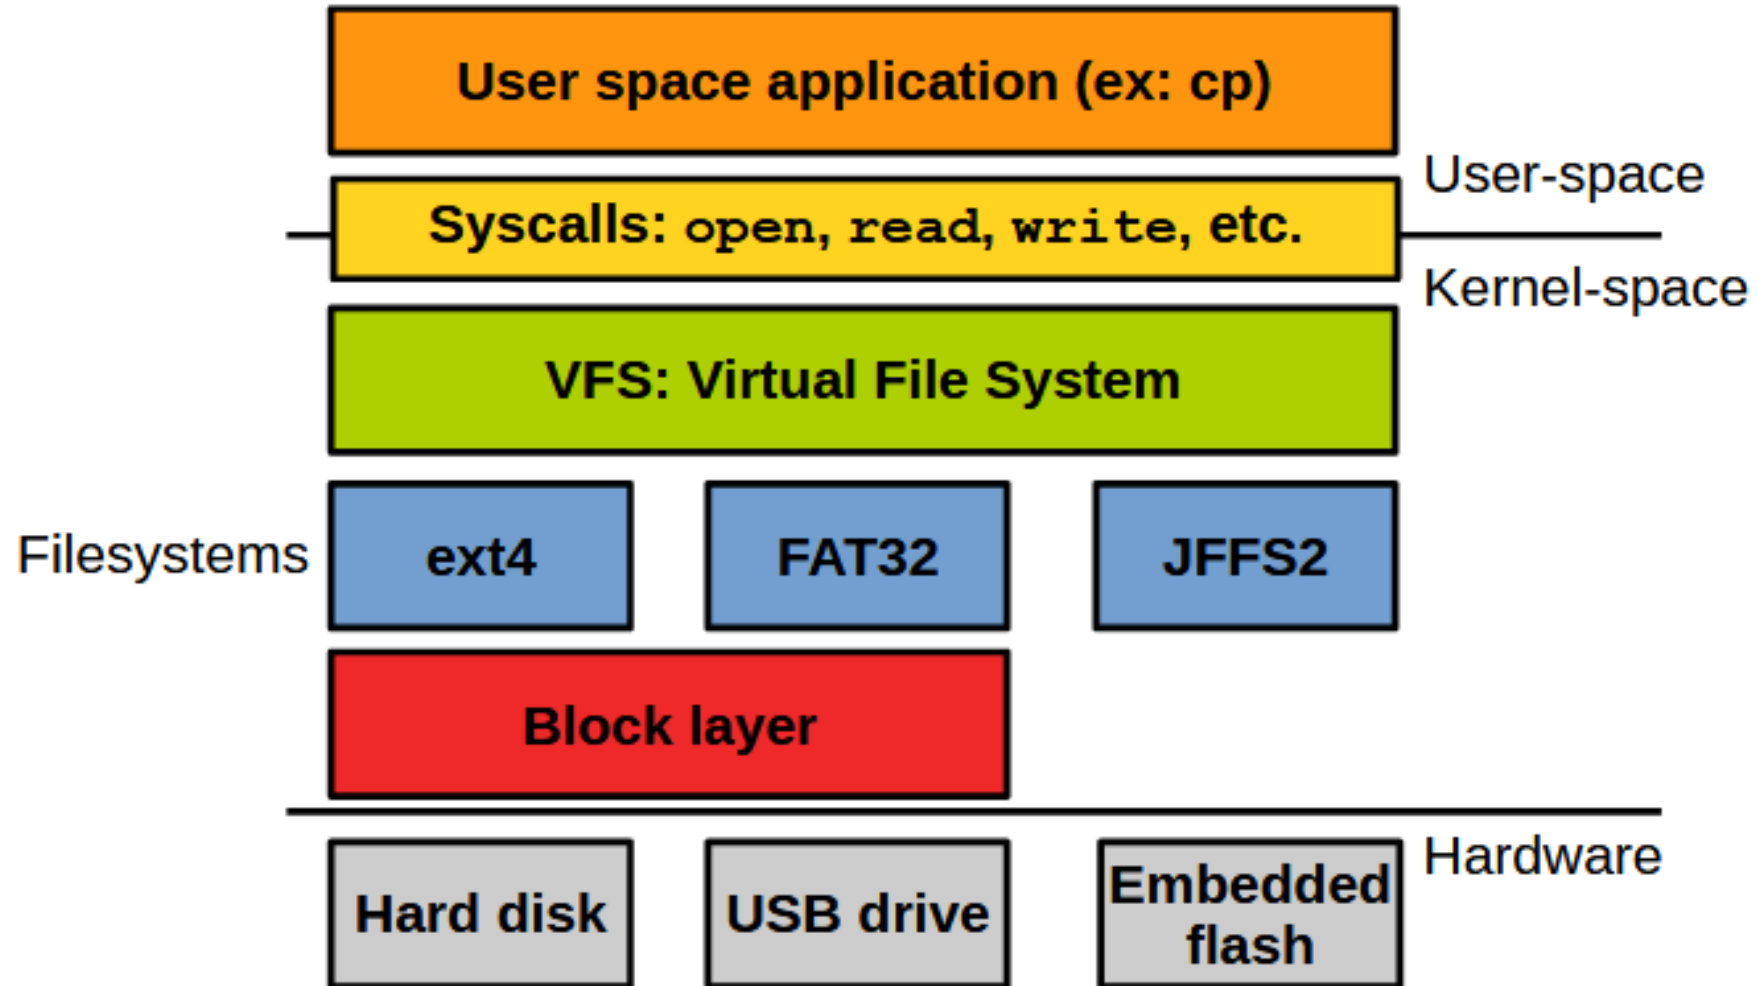 User space application (ex: cp)
User-space
Syscalls: open, read, write, etc.
Kernel-space
VFS: Virtual File System
Filesystems
ext4
FAT32
JFFS2
Block layer
Hardware
Hard disk
USB drive
Embedded
flash